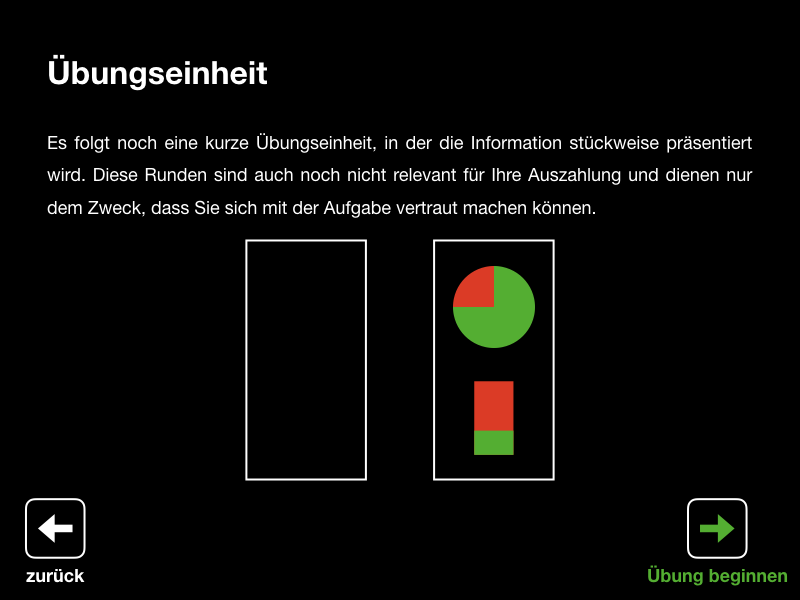 Übungseinheit
Es folgt noch eine kurze Übungseinheit, in der die Information stückweise präsentiert
wird. Diese Runden sind auch noch nicht relevant für Ihre Auszahlung und dienen nur
dem Zweck, dass Sie sich mit der Aufgabe vertraut machen können.
zurück
Übung beginnen